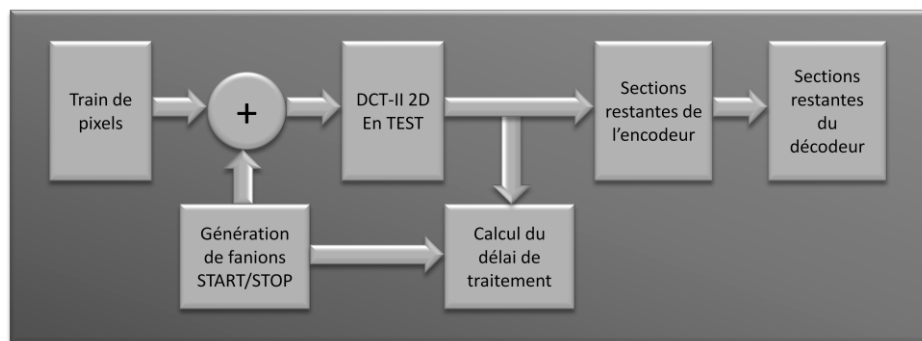 Train de
pixels
+
DCT-II 2D
En TEST
Sections
restantes de
l'encodeur
Sections
restantes
du
décodeur
Génération
de fanions
START/STOP
Calcul du
délai de
traitement